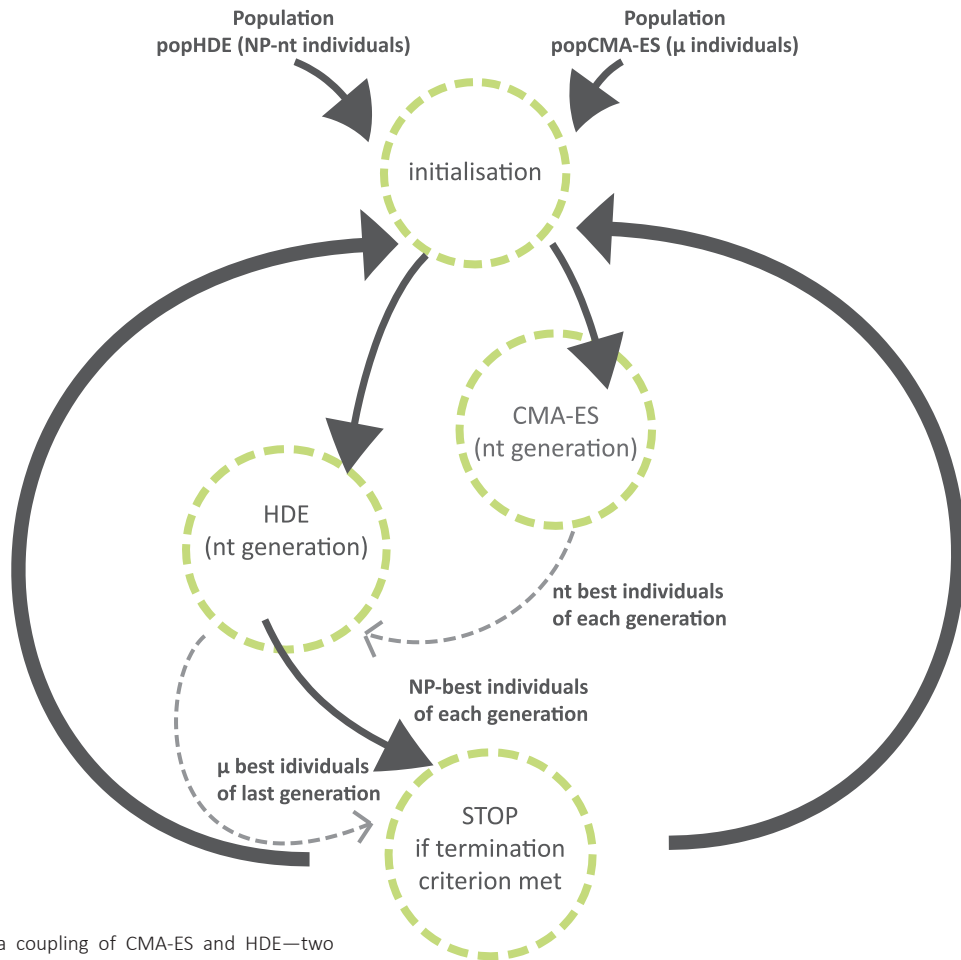 Population
popHDE (NP-nt individuals)
Population
popCMA-ES (μ individuals)
initialisation
CMA-ES
(nt generation)
HDE
(nt generation)
nt best individuals
of each generation
NP-best individuals
of each generation
μ best idividuals
of last generation
STOP
if termination
criterion met
a coupling of CMA-ES and HDE—two